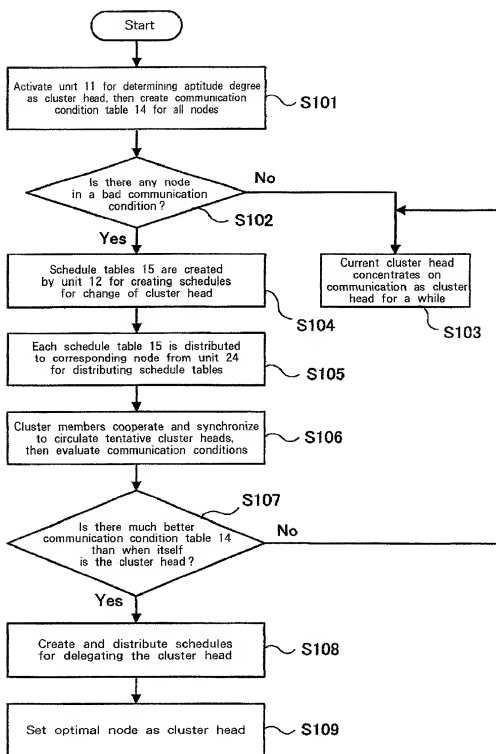 Start
Activate unit 11 for determining aptitude degree
as cluster head, then create communication
condition table 14 for all nodes
S101
Is there any node
in a bad communication
condition?
S102
No
Yes
Current cluster head
concentrates on
communication as cluster
head for a while
S103
Schedule tables 15 are created
by unit 12 for creating schedules
for change of cluster head
S104
Each schedule table 15 is distributed
to corresponding node from unit 24
for distributing schedule tables
S105
Cluster members cooperate and synchronize
to circulate tentative cluster heads,
then evaluate communication conditions
S106
S107
Is there much better
communication condition table 14
than when itself
is the cluster head?
No
Yes
Create and distribute schedules
for delegating the cluster head
S108
Set optimal node as cluster head
S109